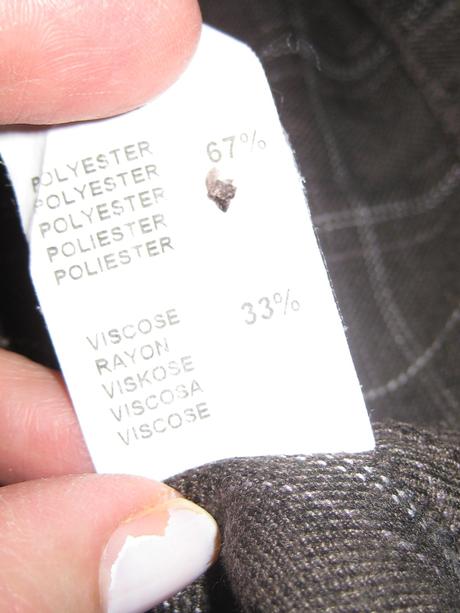 POLYESTER 67%
POLYESTER
POLYESTER
POLIESTER
POLIESTER
VISCOSE 33%
RAYON
VISKOSE
VISCOSA
VISCOSE